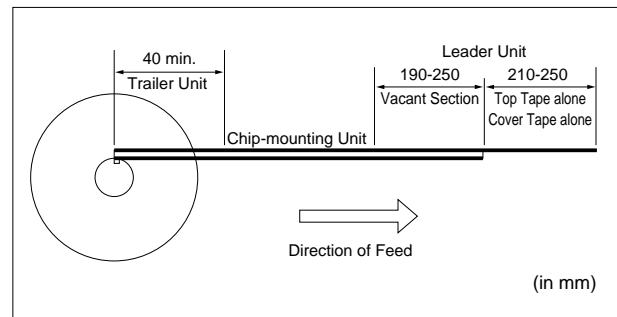 Leader Unit
40 min.
Trailer Unit
190-250
Vacant Section
210-250
Top Tape alone
Cover Tape alone
Chip-mounting Unit
Direction of Feed
(in mm)